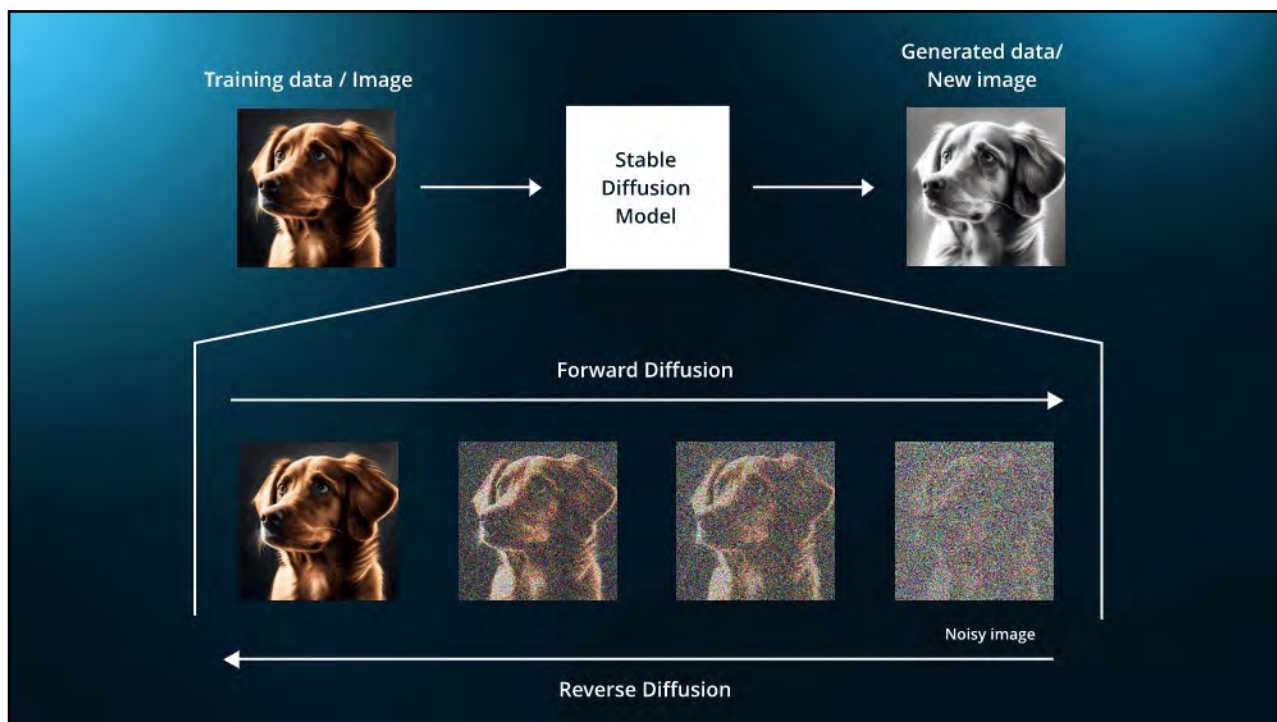 Training data / Image
Generated data/
New image
Stable
Diffusion
Model
Forward Diffusion
Noisy image
Reverse Diffusion